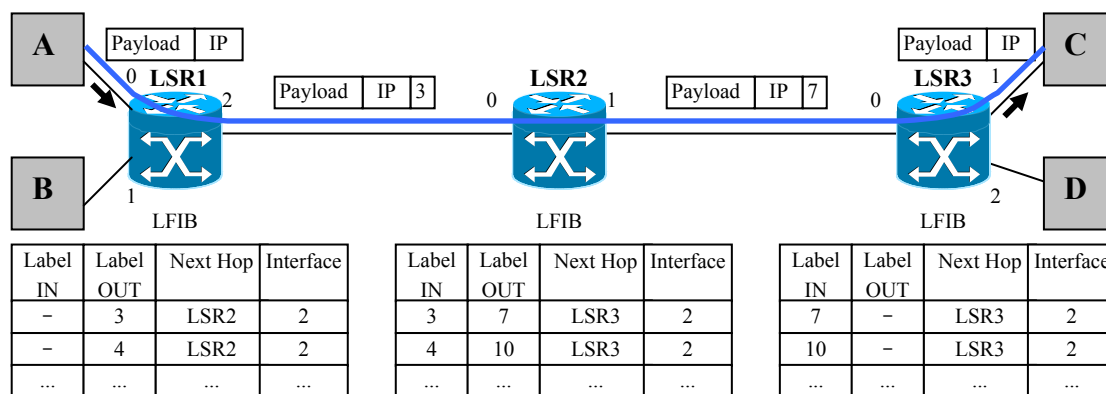 A
Payload IP
Payload IP
C
0
LSR1
LSR2
LSR3
1
2
Payload IP 3
0
1
Payload IP 7
0
B
1
2
D
LFIB
LFIB
LFIB
Label IN Label OUT Next Hop Interface
- 3 LSR2 2
- 4 LSR2 2
... ... ... ...
Label IN Label OUT Next Hop Interface
3 7 LSR3 2
4 10 LSR3 2
... ... ... ...
Label IN Label OUT Next Hop Interface
7 - LSR3 2
10 - LSR3 2
... ... ... ...